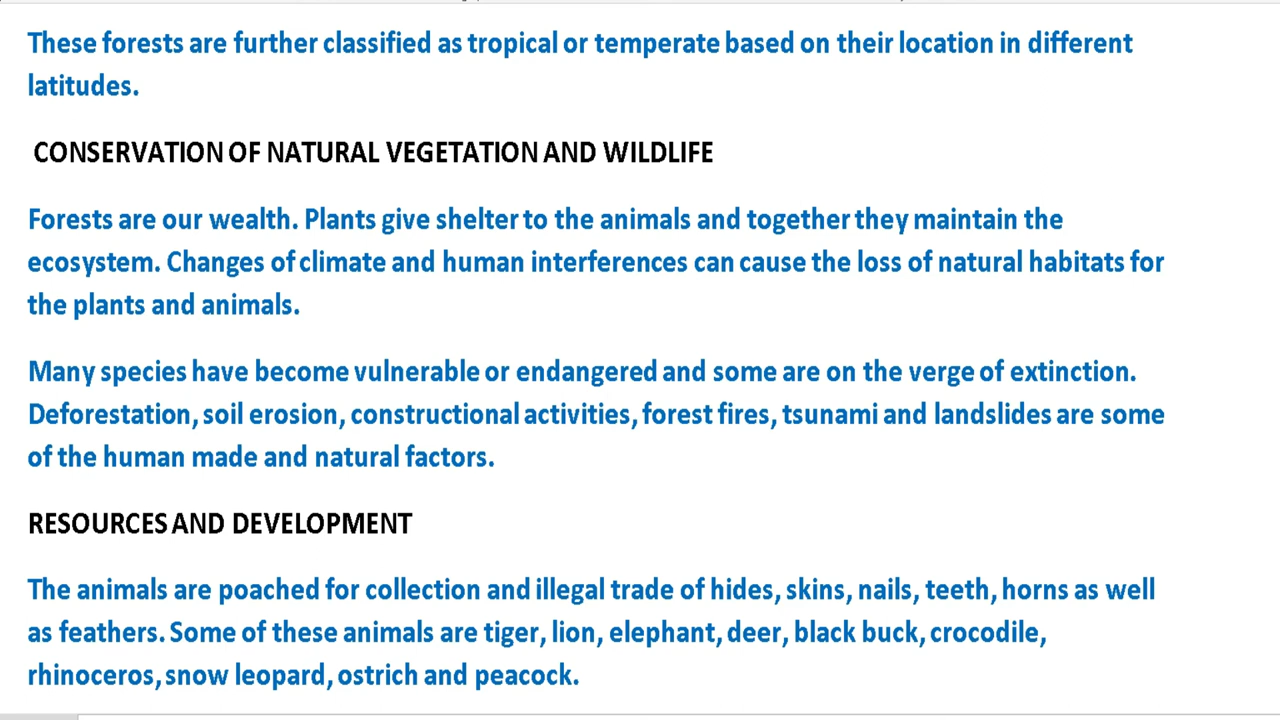 These forests are further classified as tropical or temperate based on their location in different
latitudes.
CONSERVATION OF NATURAL VEGETATION AND WILDLIFE
Forests are our wealth. Plants give shelter to the animals and together they maintain the
ecosystem. Changes of climate and human interferences can cause the loss of natural habitats for
the plants and animals.
Many species have become vulnerable or endangered and some are on the verge of extinction.
Deforestation, soil erosion, constructional activities, forest fires, tsunami and landslides are some
of the human made and natural factors.
RESOURCES AND DEVELOPMENT
The animals are poached for collection and illegal trade of hides, skins, nails, teeth, horns as well
as feathers. Some of these animals are tiger, lion, elephant, deer, black buck, crocodile,
rhinoceros, snow leopard, ostrich and peacock.